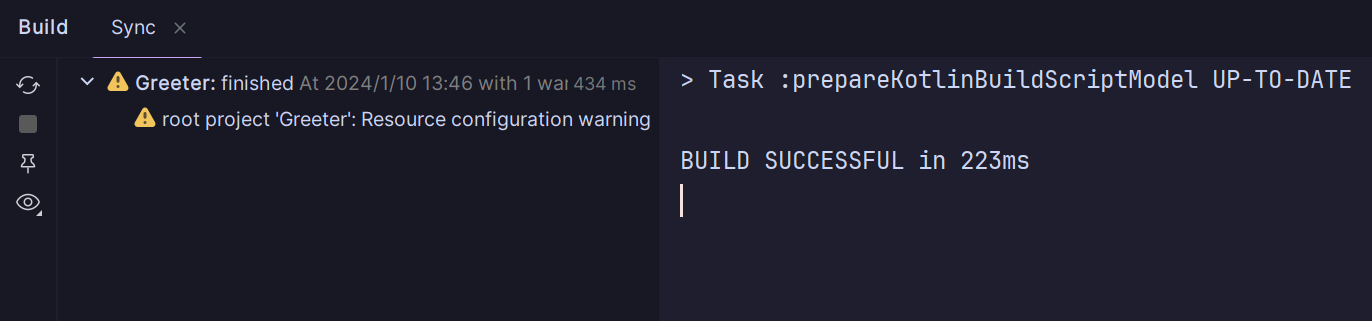 Build Sync
Greeter: finished At 2024/1/10 13:46 with 1 war 434 ms
root project 'Greeter': Resource configuration warning
> Task :prepareKotlinBuildScriptModel UP-TO-DATE
BUILD SUCCESSFUL in 223ms